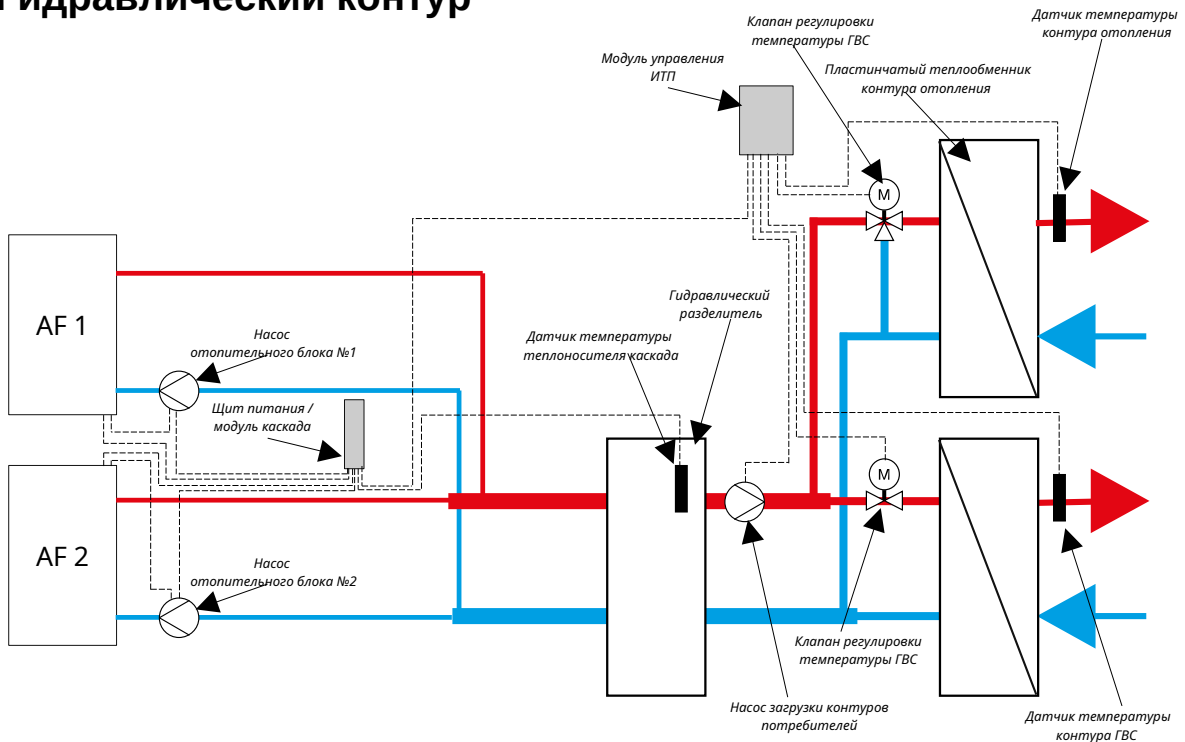 Гидравлический контур
Клапан регулировки
температуры ГВС
Датчик температуры
контура отопления
Модуль управления
ИТП
Пластинчатый теплообменник
контура отопления
M
AF 1
Насос
отопительного блока №1
Гидравлический
разделитель
Датчик температуры
теплоносителя каскада
Щит питания /
модуль каскада
M
AF 2
Насос
отопительного блока №2
Клапан регулировки
температуры ГВС
Насос загрузки контуров
потребителей
Датчик температуры
контура ГВС